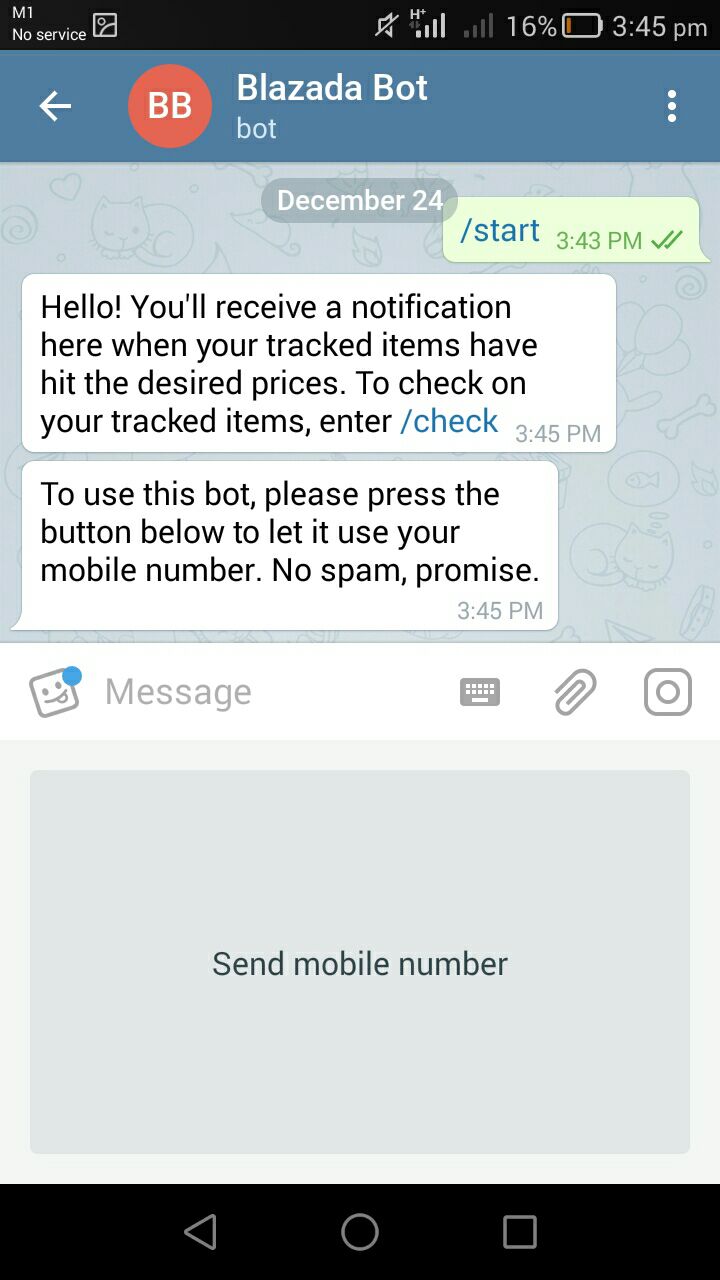 M1
No service
H+
16%
3:45 pm
BB
Blazada Bot
bot
December 24
/start 3:43 PM
Hello! You'll receive a notification
here when your tracked items have
hit the desired prices. To check on
your tracked items, enter /check 3:45 PM
To use this bot, please press the
button below to let it use your
mobile number. No spam, promise.
3:45 PM
Message
Send mobile number